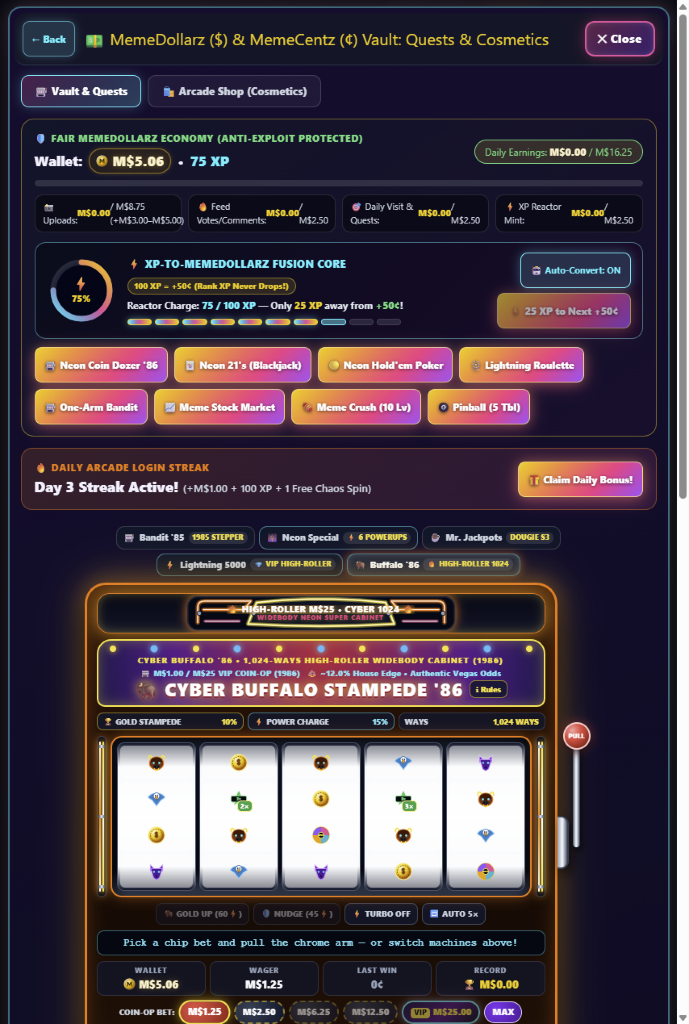 ← Back
MemeDollarz ($) & MemeCentz (¢) Vault: Quests & Cosmetics
✕ Close
Vault & Quests
Arcade Shop (Cosmetics)
FAIR MEMEDOLLARZ ECONOMY (ANTI-EXPLOIT PROTECTED)
Wallet: M M$5.06 • 75 XP
Daily Earnings: M$0.00 / M$16.25
Uploads: M$0.00 / M$8.75 (+M$3.00–M$5.00)
Feed Votes/Comments: M$0.00 / M$2.50
Daily Visit & Quests: M$0.00 / M$2.50
XP Reactor Mint: M$0.00 / M$2.50
75%
XP-TO-MEMEDOLLARZ FUSION CORE
100 XP = +50¢ (Rank XP Never Drops!)
Reactor Charge: 75 / 100 XP — Only 25 XP away from +50¢!
Auto-Convert: ON
25 XP to Next +50¢
Neon Coin Dozer '86
Neon 21's (Blackjack)
Neon Hold'em Poker
Lightning Roulette
One-Arm Bandit
Meme Stock Market
Meme Crush (10 Lv)
Pinball (5 Tbl)
DAILY ARCADE LOGIN STREAK
Day 3 Streak Active! (+M$1.00 + 100 XP + 1 Free Chaos Spin)
Claim Daily Bonus!
Bandit '85 1985 STEPPER
Neon Special 6 POWERUPS
Mr. Jackpots DOUGIE S3
Lightning 5000 VIP HIGH-ROLLER
Buffalo '86 HIGH-ROLLER 1024
HIGH-ROLLER M$25 • CYBER 1024
WIDEBODY NEON SUPER CABINET
CYBER BUFFALO '86 • 1,024-WAYS HIGH-ROLLER WIDEBODY CABINET (1986)
M$1.00 / M$25 VIP COIN-OP (1986) ~12.0% House Edge • Authentic Vegas Odds
CYBER BUFFALO STAMPEDE '86
i Rules
GOLD STAMPEDE 10%
POWER CHARGE 15%
WAYS 1,024 WAYS
PULL
2x
3x
GOLD UP (60)
NUDGE (45)
TURBO OFF
AUTO 5x
Pick a chip bet and pull the chrome arm — or switch machines above!
WALLET
M M$5.06
WAGER
M$1.25
LAST WIN
0¢
RECORD
M$0.00
COIN-OP BET:
M$1.25
M$2.50
M$6.25
M$12.50
VIP M$25.00
MAX